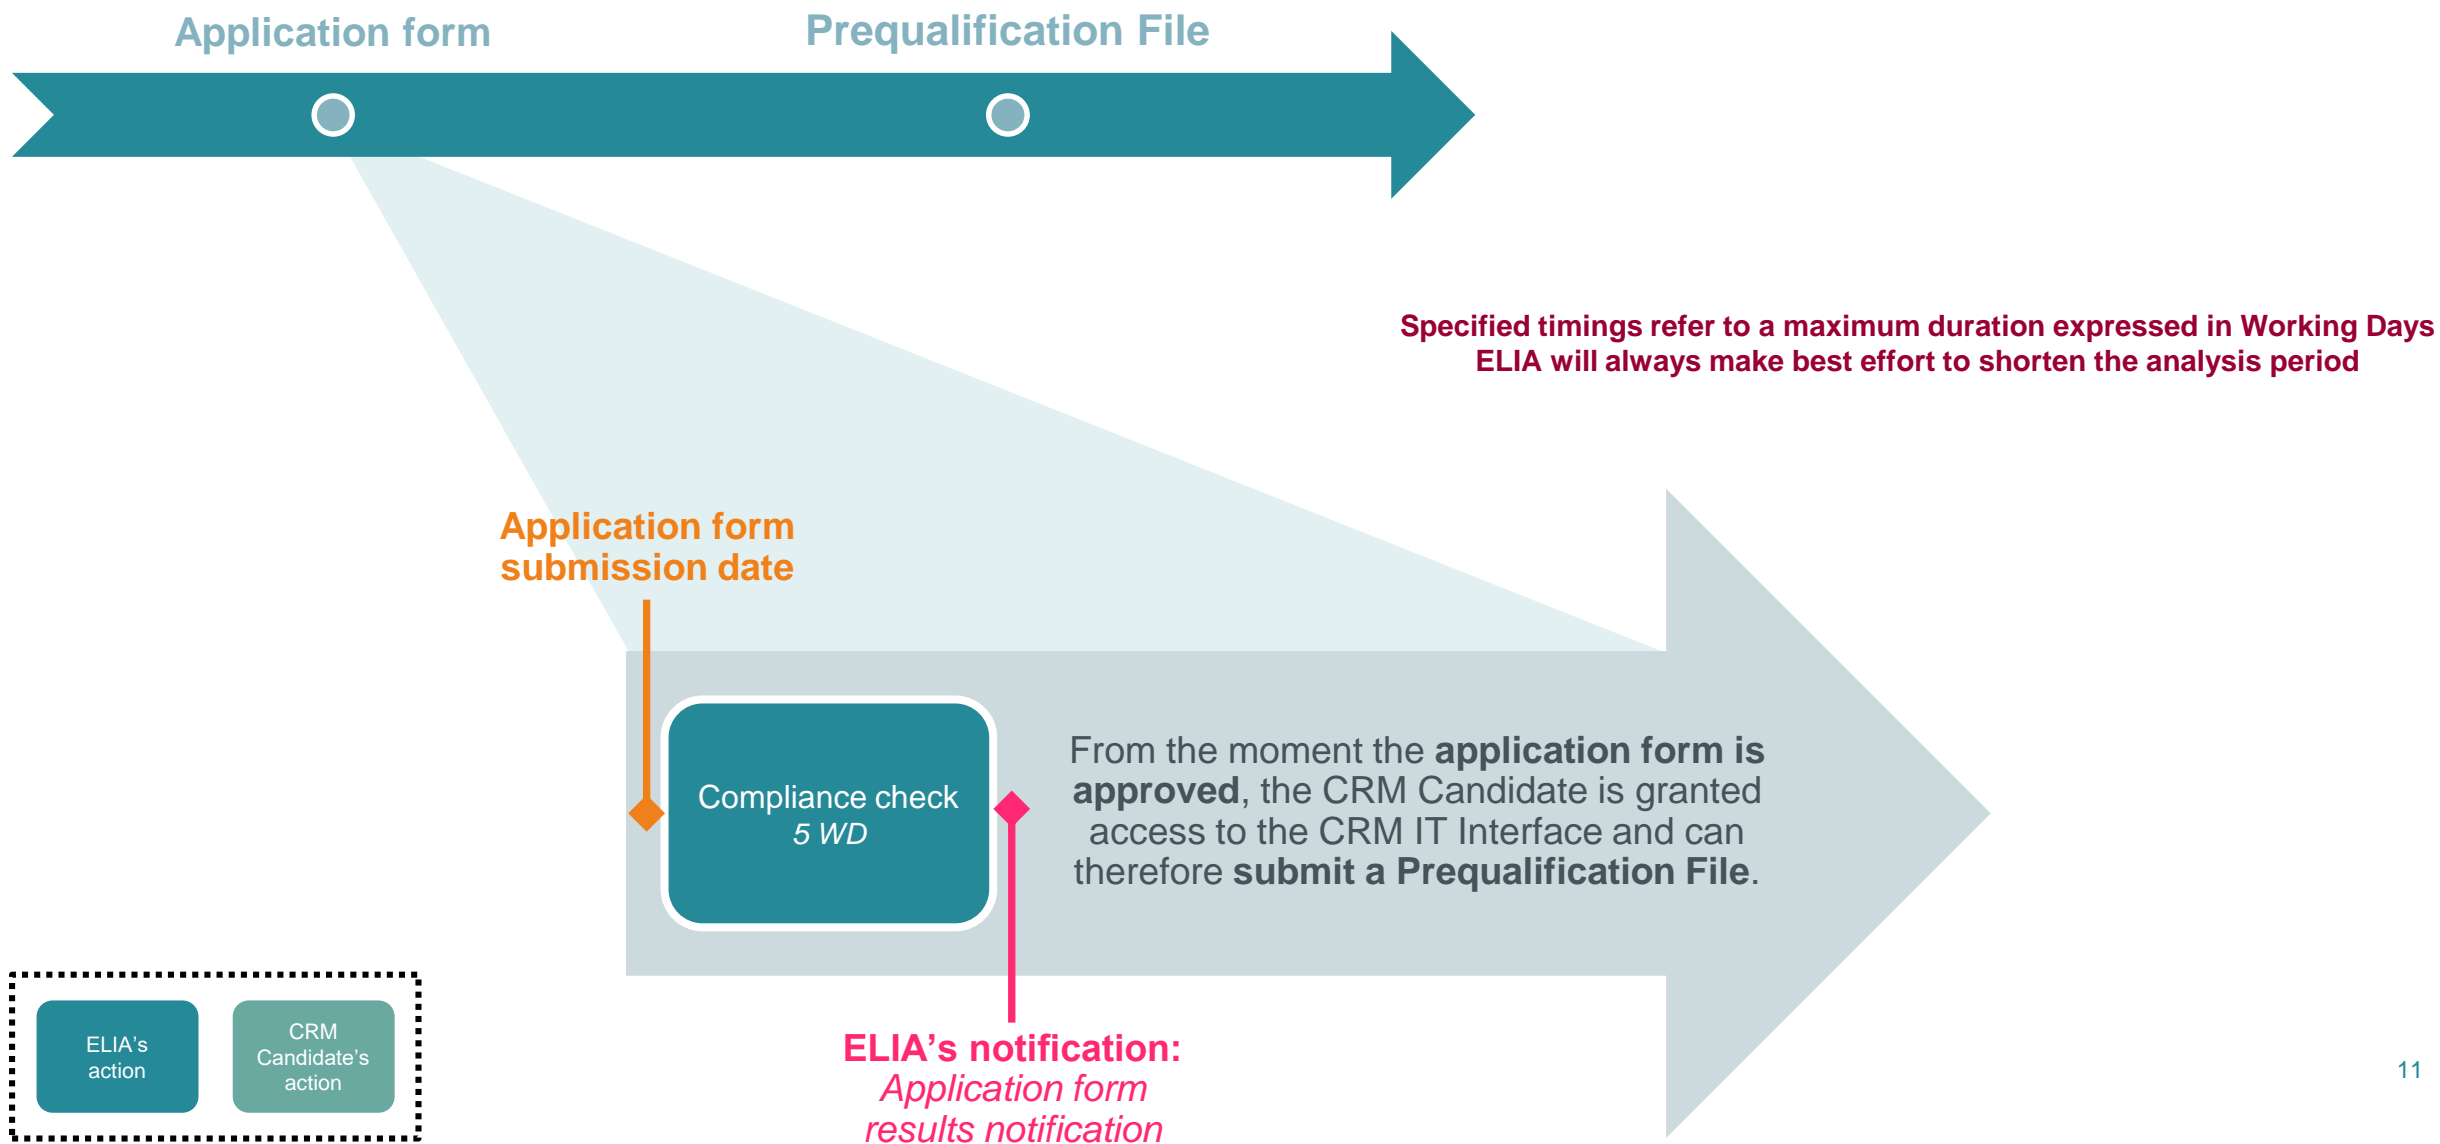 Application form
Prequalification File
Specified timings refer to a maximum duration expressed in Working Days
ELIA will always make best effort to shorten the analysis period
Application form
submission date
Compliance check
5 WD
From the moment the application form is
approved, the CRM Candidate is granted
access to the CRM IT Interface and can
therefore submit a Prequalification File.
ELIA’s notification:
Application form
results notification
ELIA’s
action
CRM
Candidate’s
action
11